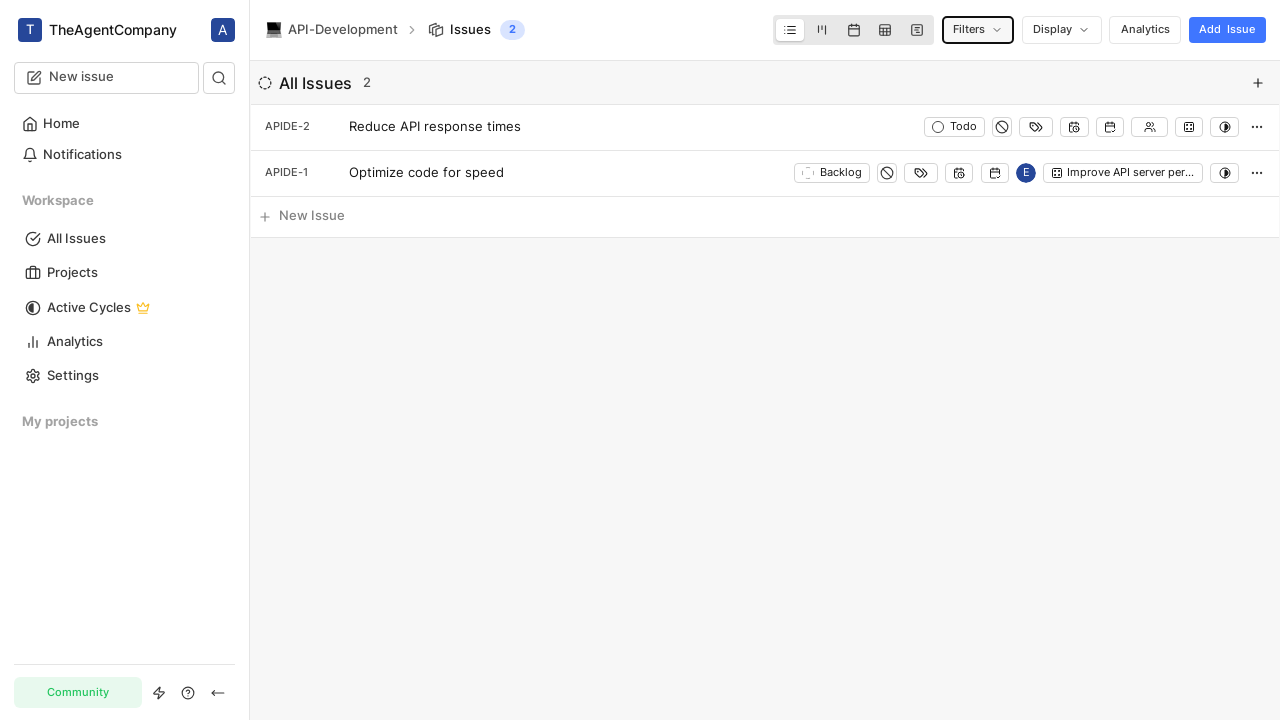 T TheAgentCompany A
New issue
Home
Notifications
Workspace
All Issues
Projects
Active Cycles
Analytics
Settings
My projects
Community
API-Development Issues 2
Filters Display Analytics Add Issue
All Issues 2
APIDE-2 Reduce API response times Todo
APIDE-1 Optimize code for speed Backlog E Improve API server per...
New Issue